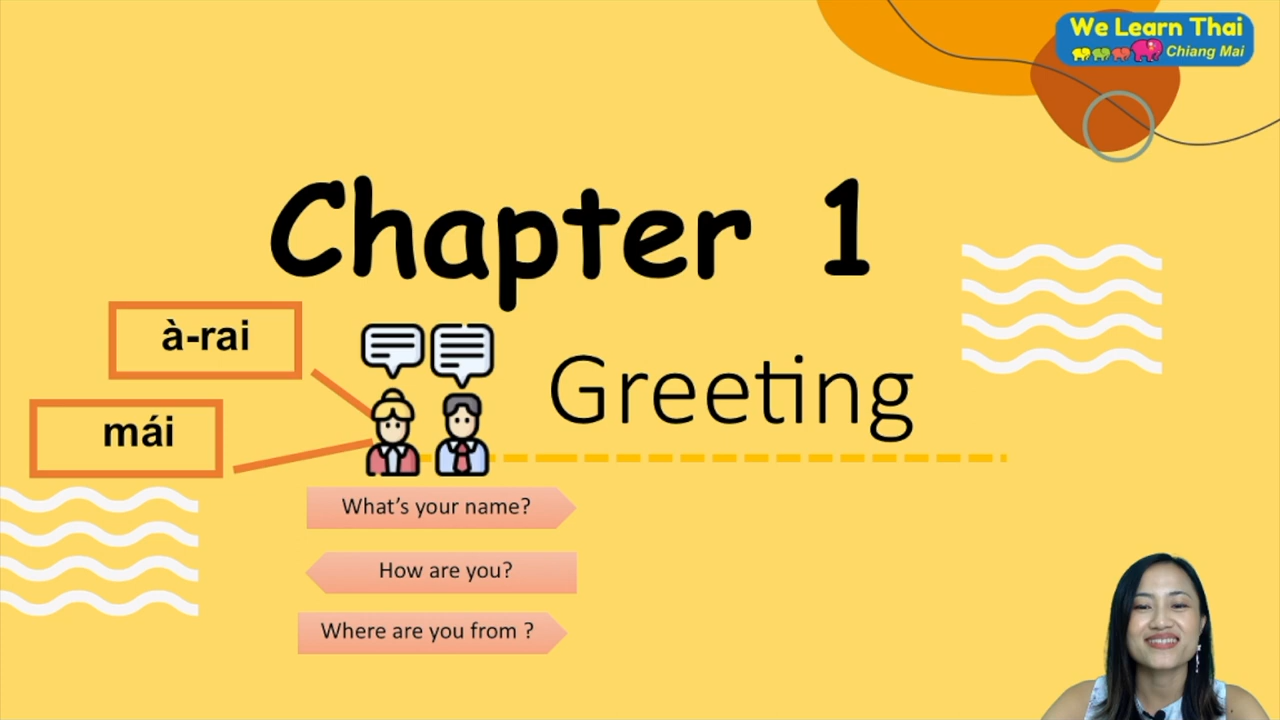 We Learn Thai
Chiang Mai
Chapter 1
à-rai
Greeting
mái
What's your name?
How are you?
Where are you from ?